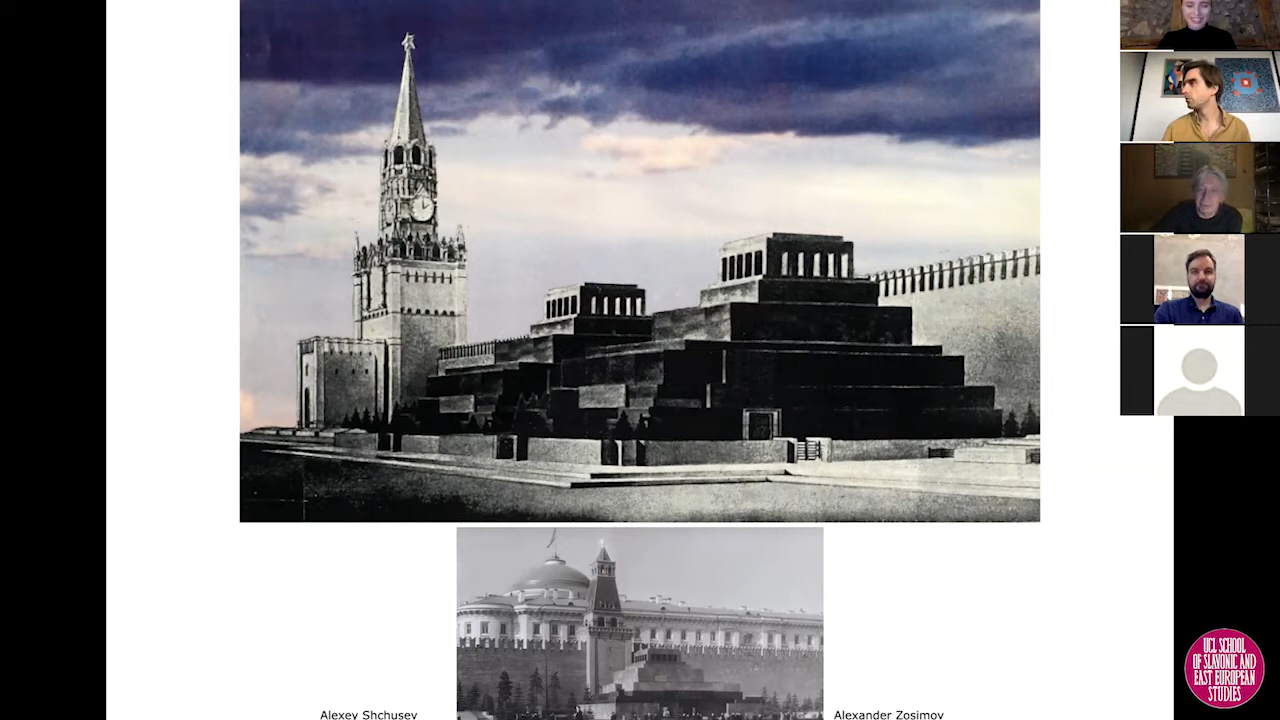 Alexey Shchusev
Alexander Zosimov
UCL SCHOOL
OF SLAVONIC AND
EAST EUROPEAN
STUDIES